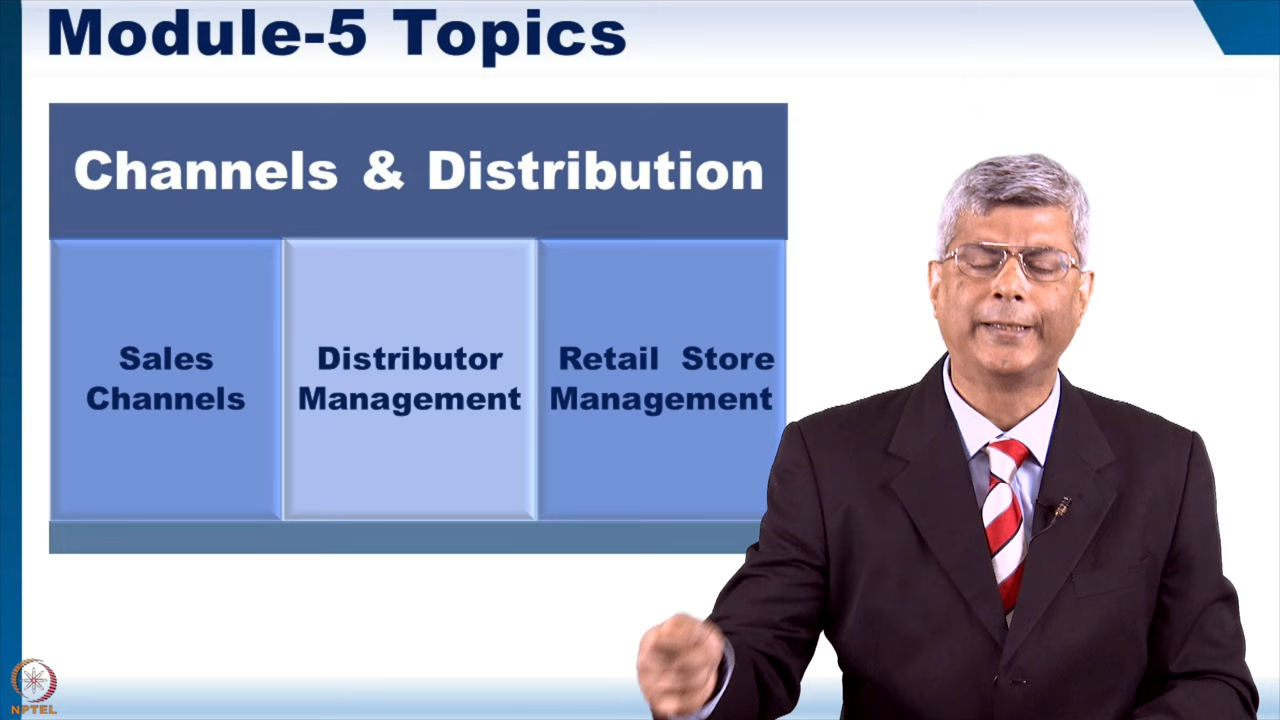 Module-5 Topics
Channels & Distribution
Sales
Channels
Distributor
Management
Retail Store
Management
NPTEL